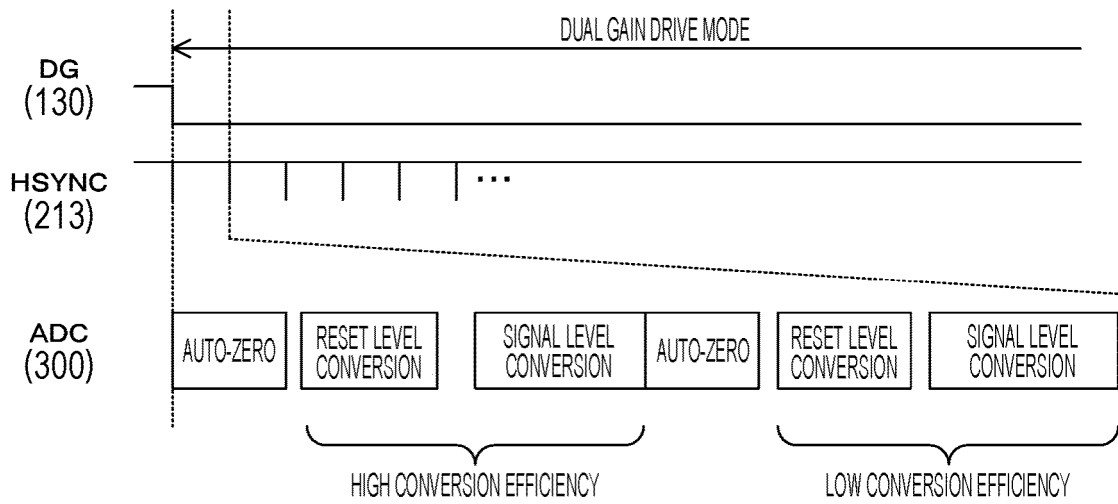 DUAL GAIN DRIVE MODE
DG
(130)
HSYNC
(213)
...
ADC
(300)
AUTO-ZERO
RESET LEVEL
CONVERSION
SIGNAL LEVEL
CONVERSION
AUTO-ZERO
RESET LEVEL
CONVERSION
SIGNAL LEVEL
CONVERSION
HIGH CONVERSION EFFICIENCY
LOW CONVERSION EFFICIENCY